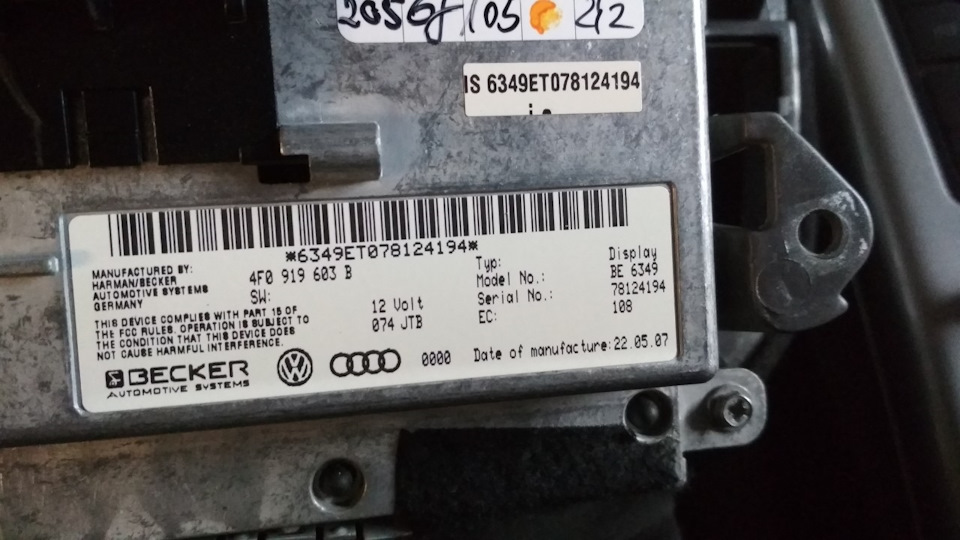 212
IS 6349ET078124194
*6349ET078124194*
MANUFACTURED BY:
HARMAN/BECKER
AUTOMOTIVE SYSTEMS
GERMANY
4F0 919 603 B
SW:
12 Volt
074 JTB
Typ: Display
Model No.: BE 6349
Serial No.: 78124194
EC: 108
THIS DEVICE COMPLIES WITH PART 15 OF
THE FCC RULES. OPERATION IS SUBJECT TO
THE CONDITION THAT THIS DEVICE DOES
NOT CAUSE HARMFUL INTERFERENCE.
BECKER
AUTOMOTIVE SYSTEMS
0000
Date of manufacture:22.05.07